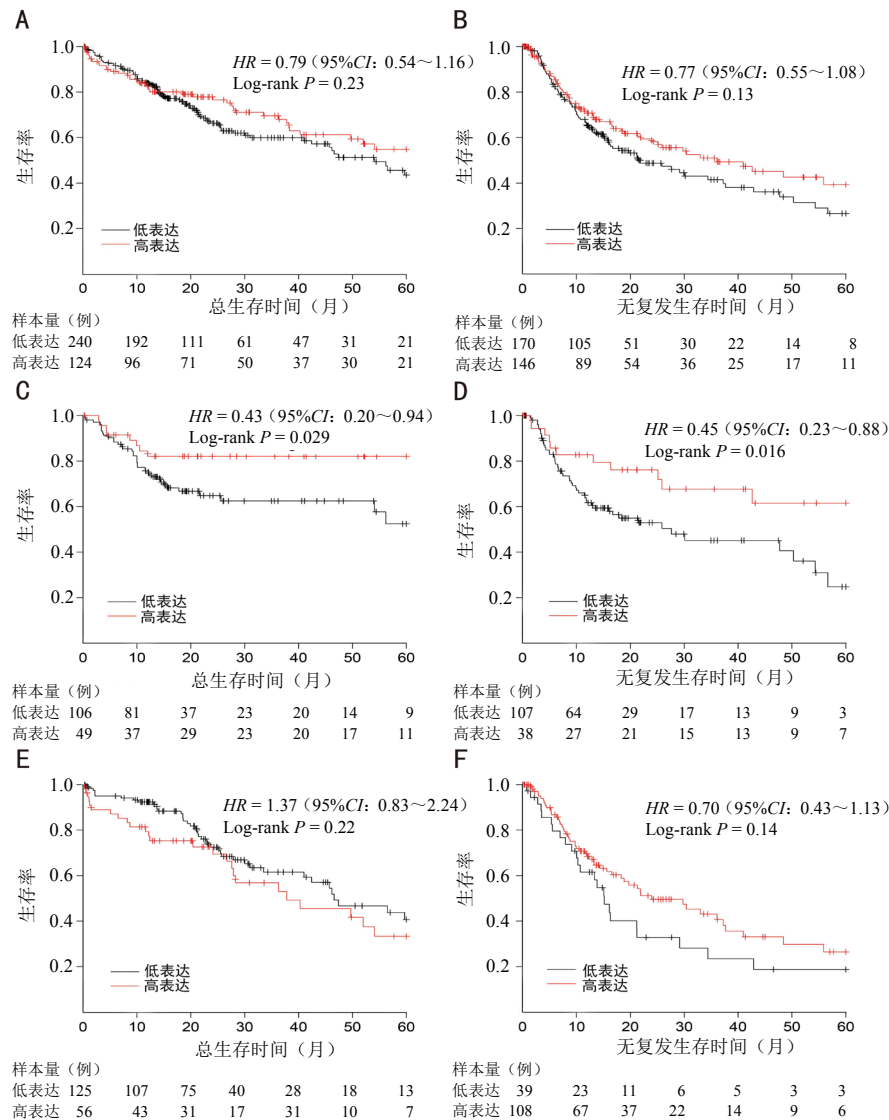 A
1.0
0.8
0.6
0.4
0.2
生存率
HR = 0.79（95%CI：0.54～1.16）
Log-rank P = 0.23
低表达
高表达
0 10 20 30 40 50 60
总生存时间（月）
样本量（例）
低表达 240 192 111 61 47 31 21
高表达 124 96 71 50 37 30 21
B
1.0
0.8
0.6
0.4
0.2
生存率
HR = 0.77（95%CI：0.55～1.08）
Log-rank P = 0.13
低表达
高表达
0 10 20 30 40 50 60
无复发生存时间（月）
样本量（例）
低表达 170 105 51 30 22 14 8
高表达 146 89 54 36 25 17 11
C
1.0
0.8
0.6
0.4
0.2
生存率
HR = 0.43（95%CI：0.20～0.94）
Log-rank P = 0.029
低表达
高表达
0 10 20 30 40 50 60
总生存时间（月）
样本量（例）
低表达 106 81 37 23 20 14 9
高表达 49 37 29 23 20 17 11
D
1.0
0.8
0.6
0.4
0.2
生存率
HR = 0.45（95%CI：0.23～0.88）
Log-rank P = 0.016
低表达
高表达
0 10 20 30 40 50 60
无复发生存时间（月）
样本量（例）
低表达 107 64 29 17 13 9 3
高表达 38 27 21 15 13 9 7
E
1.0
0.8
0.6
0.4
0.2
生存率
HR = 1.37（95%CI：0.83～2.24）
Log-rank P = 0.22
低表达
高表达
0 10 20 30 40 50 60
总生存时间（月）
样本量（例）
低表达 125 107 75 40 28 18 13
高表达 56 43 31 17 31 10 7
F
1.0
0.8
0.6
0.4
0.2
生存率
HR = 0.70（95%CI：0.43～1.13）
Log-rank P = 0.14
低表达
高表达
0 10 20 30 40 50 60
无复发生存时间（月）
样本量（例）
低表达 39 23 11 6 5 3 3
高表达 108 67 37 22 14 9 6